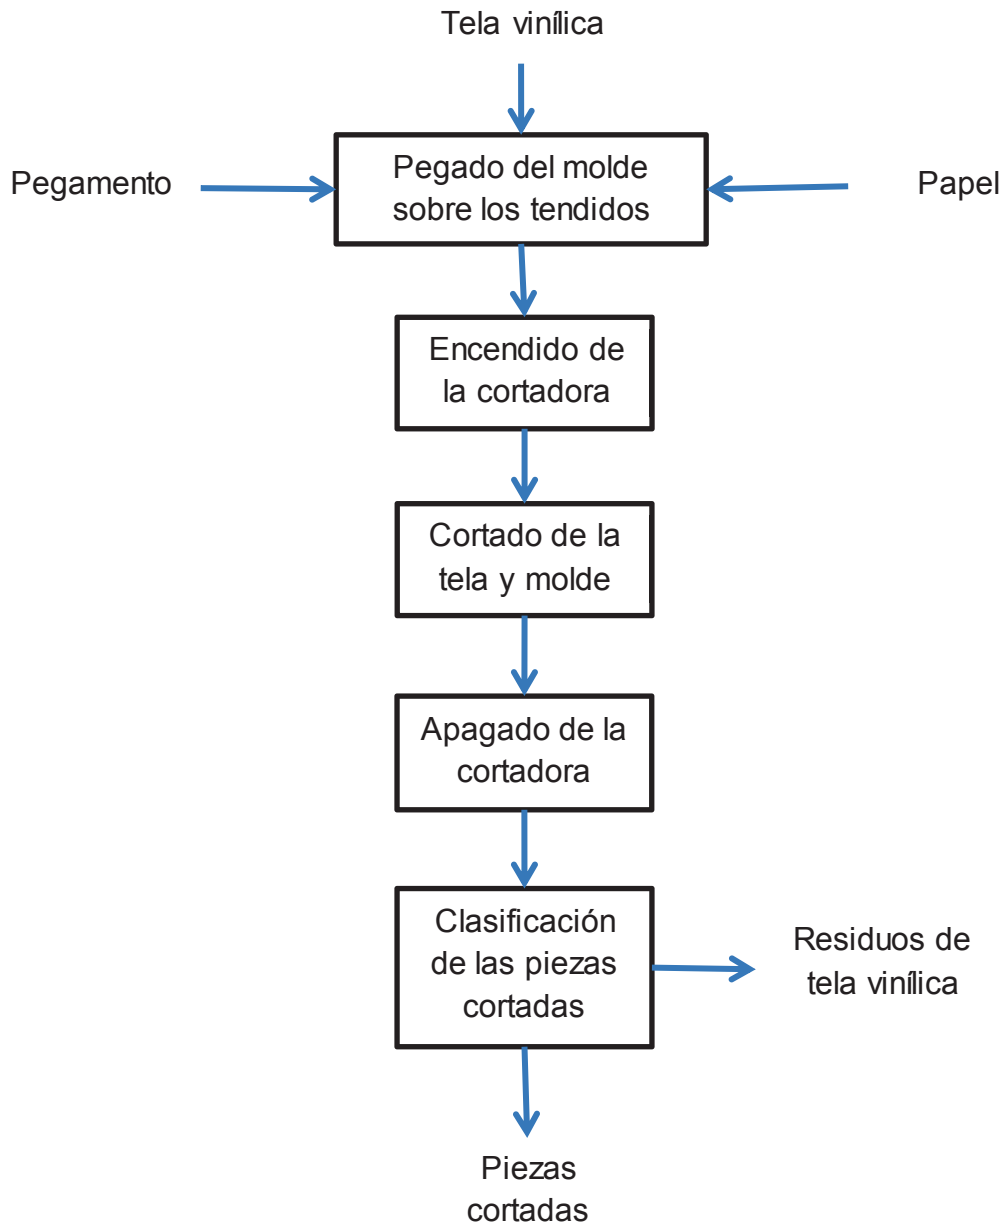 Tela vinílica
Pegamento
Pegado del molde
sobre los tendidos
Papel
Encendido de
la cortadora
Cortado de la
tela y molde
Apagado de la
cortadora
Clasificación
de las piezas
cortadas
Residuos de
tela vinílica
Piezas
cortadas